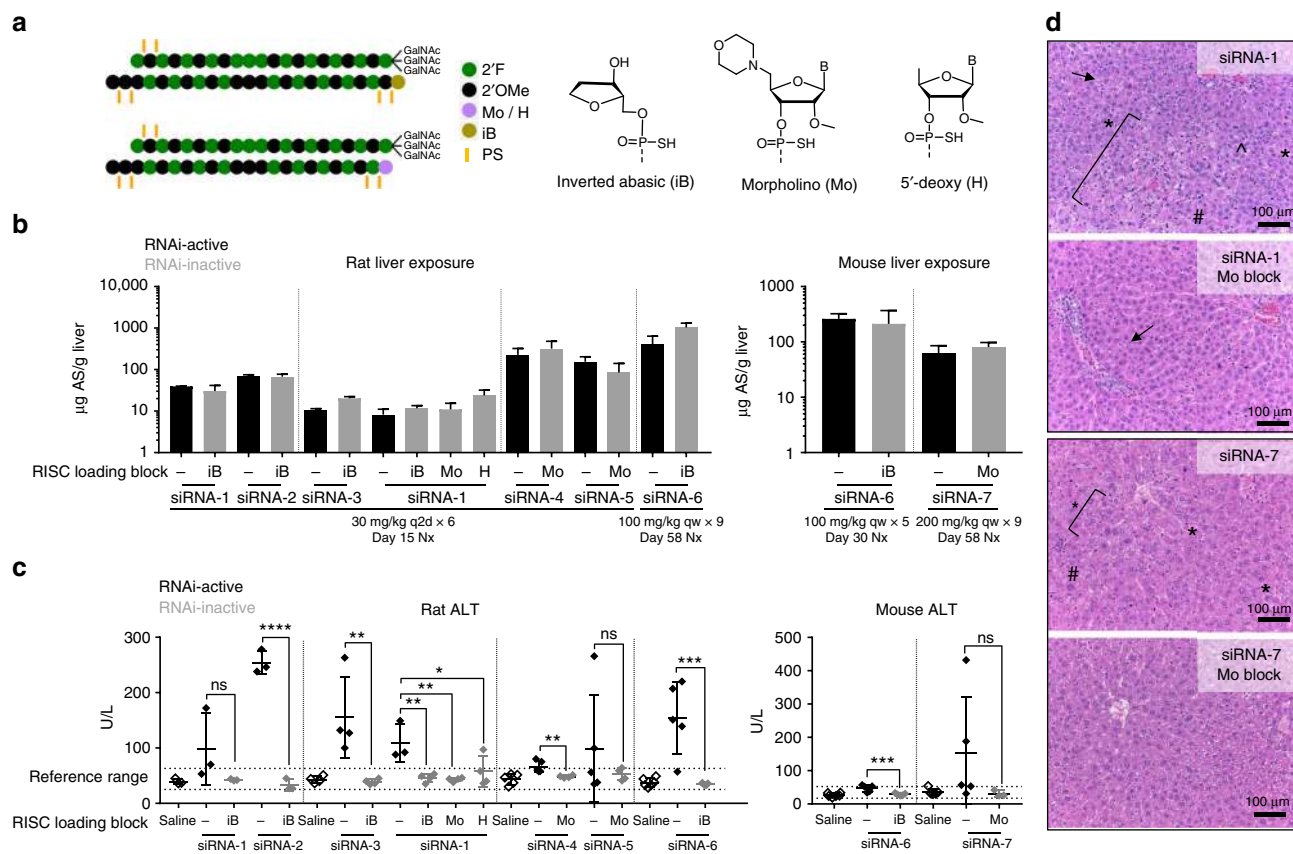 a
GalNAc
GalNAc
GalNAc
GalNAc
GalNAc
GalNAc
2′F
2′OMe
Mo / H
iB
PS
OH
O
O
O=P–SH
Inverted abasic (iB)
O
N
O
B
O
O
O=P–SH
Morpholino (Mo)
O
B
O
O
O=P–SH
5′-deoxy (H)
b
RNAi-active
RNAi-inactive
Rat liver exposure
µg AS/g liver
10,000
1000
100
10
1
RISC loading block
– iB – iB – iB – iB Mo H – Mo – Mo – iB
siRNA-1 siRNA-2 siRNA-3 siRNA-1 siRNA-4 siRNA-5 siRNA-6
30 mg/kg q2d × 6
Day 15 Nx
100 mg/kg qw × 9
Day 58 Nx
Mouse liver exposure
µg AS/g liver
1000
100
10
1
– iB – Mo
siRNA-6 siRNA-7
100 mg/kg qw × 5
Day 30 Nx
200 mg/kg qw × 9
Day 58 Nx
c
RNAi-active
RNAi-inactive
Rat ALT
U/L
300
200
100
0
Reference range
ns **** ** ** ** * ** ns ***
RISC loading block
Saline – iB – iB Saline – iB – iB Mo H Saline – Mo – Mo Saline – iB
siRNA-1 siRNA-2 siRNA-3 siRNA-1 siRNA-4 siRNA-5 siRNA-6
Mouse ALT
U/L
500
400
300
200
100
0
*** ns
Saline – iB Saline – Mo
siRNA-6 siRNA-7
d
siRNA-1
*
^
*
#
100 µm
siRNA-1
Mo block
100 µm
siRNA-7
*
*
#
*
100 µm
siRNA-7
Mo block
100 µm